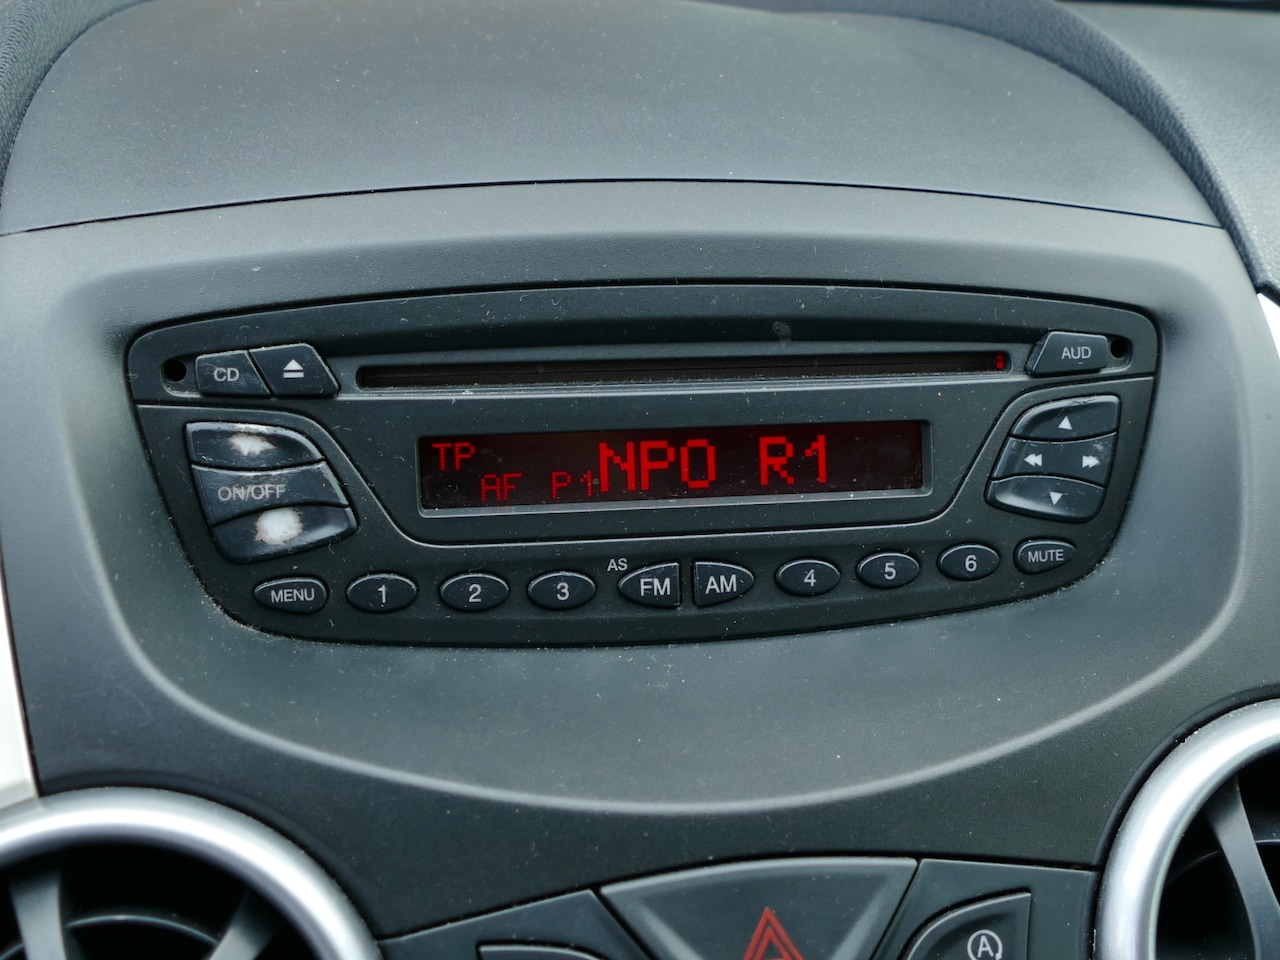 CD
AUD
TP
AF P1 NPO R1
ON/OFF
AS
MENU 1 2 3 FM AM 4 5 6 MUTE
A